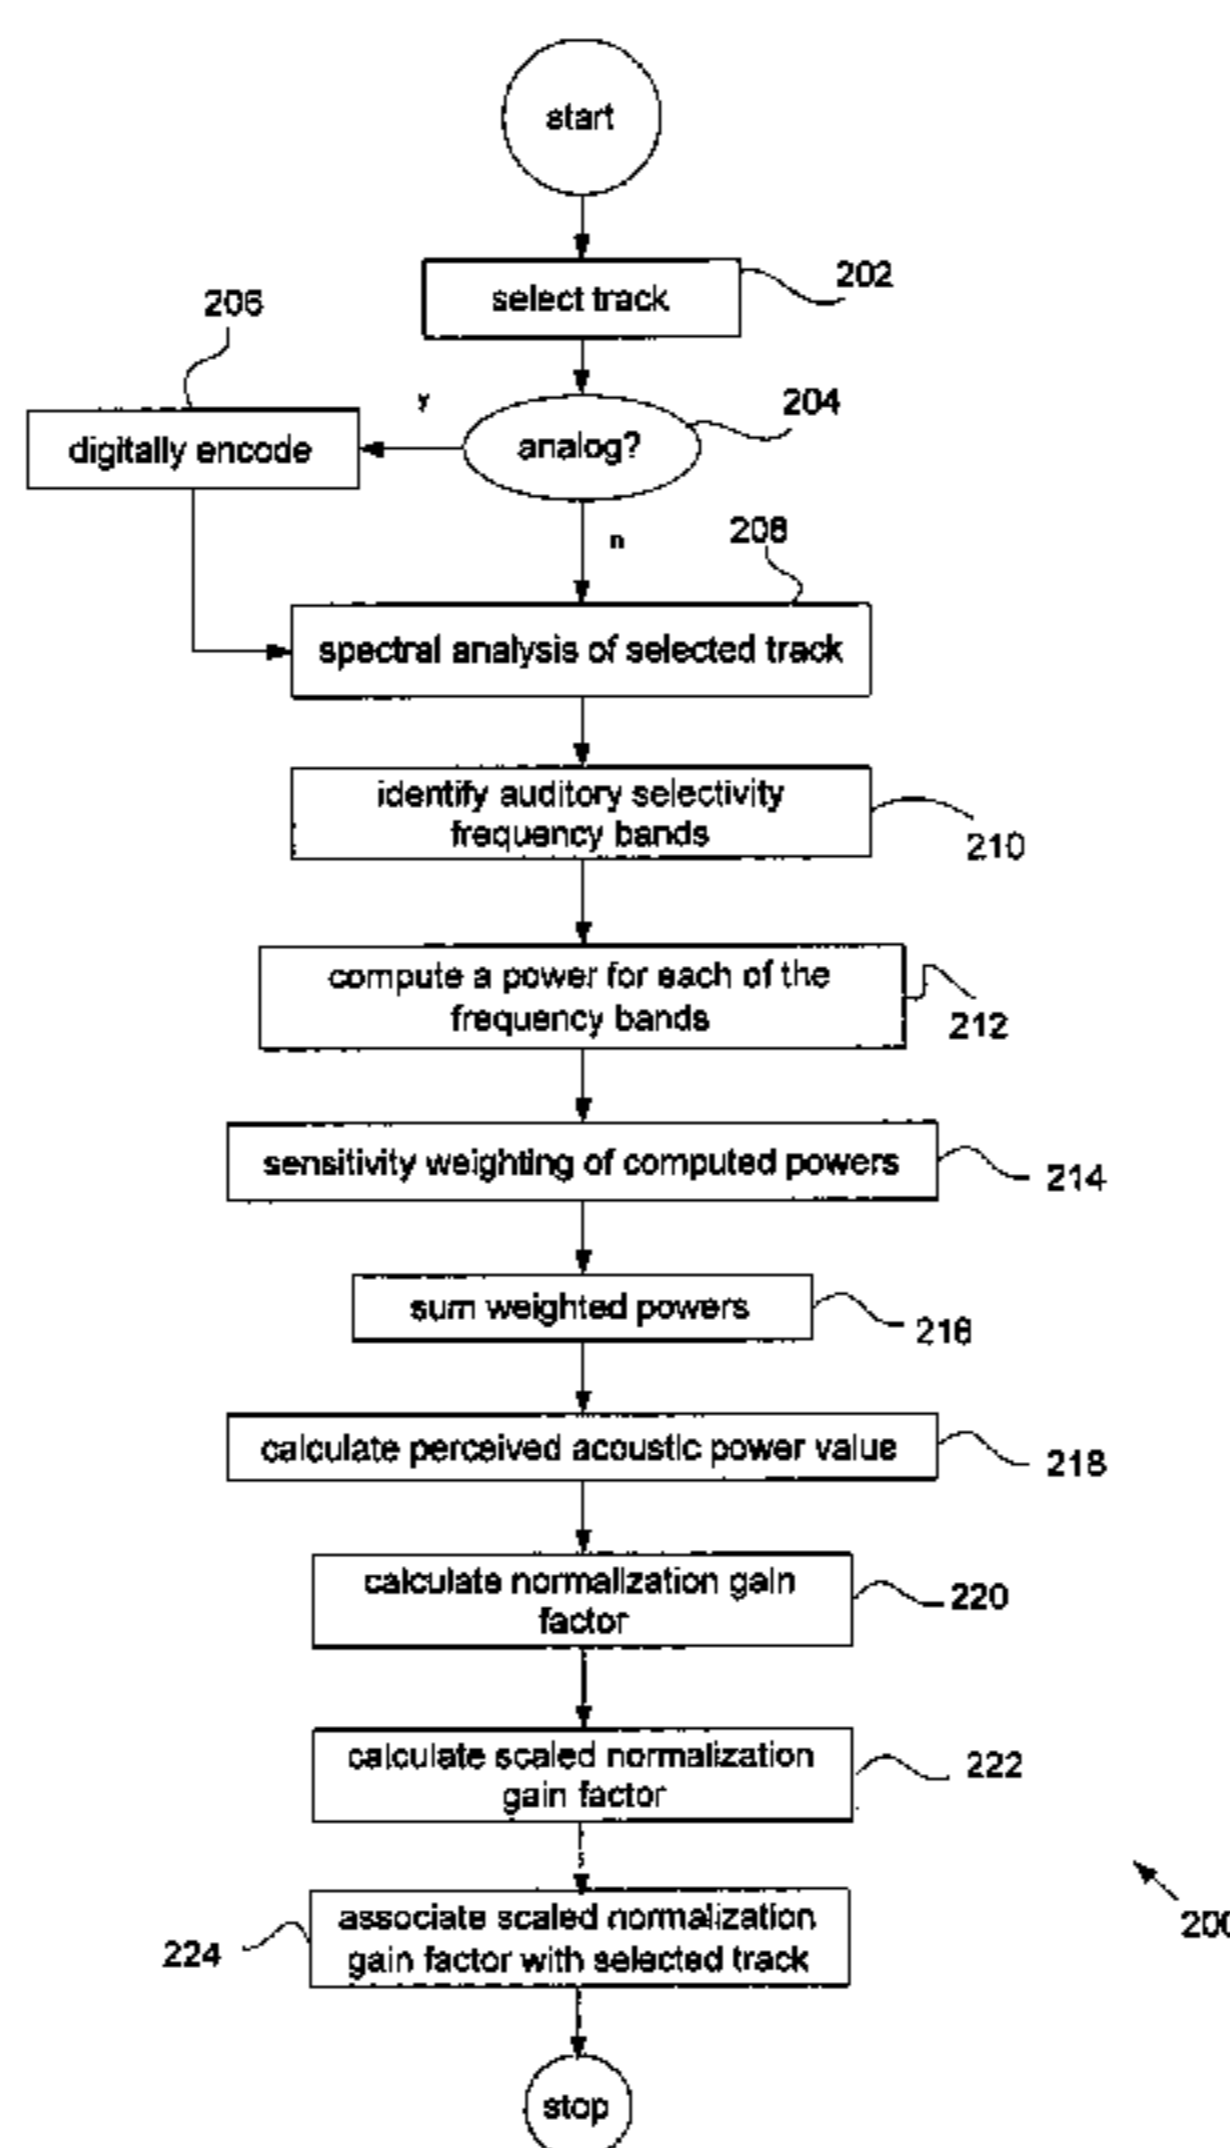 start
select track
202
206
y
analog?
204
digitally encode
n
208
spectral analysis of selected track
identify auditory selectivity
frequency bands
210
compute a power for each of the
frequency bands
212
sensitivity weighting of computed powers
214
sum weighted powers
216
calculate perceived acoustic power value
218
calculate normalization gain
factor
220
calculate scaled normalization
gain factor
222
associate scaled normalization
gain factor with selected track
224
200
stop